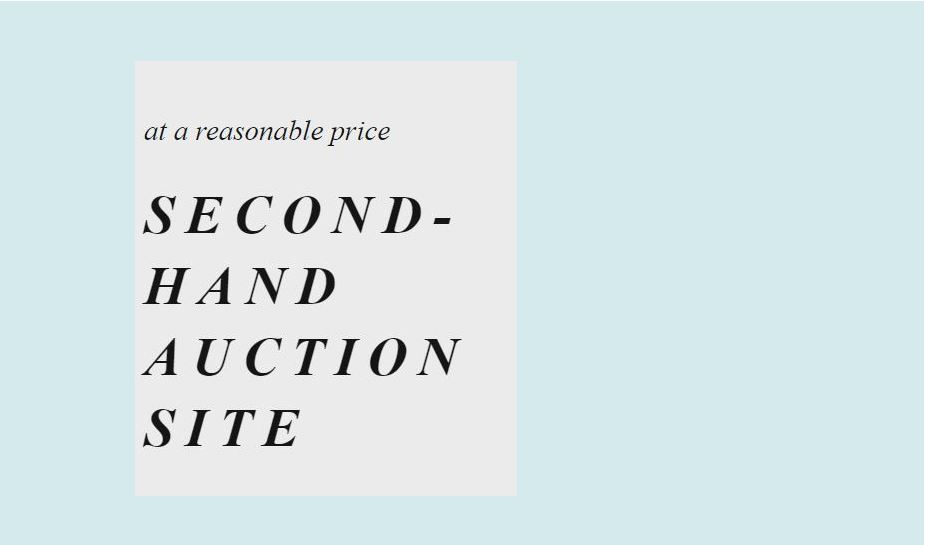 at a reasonable price
SECOND-
HAND
AUCTION
SITE